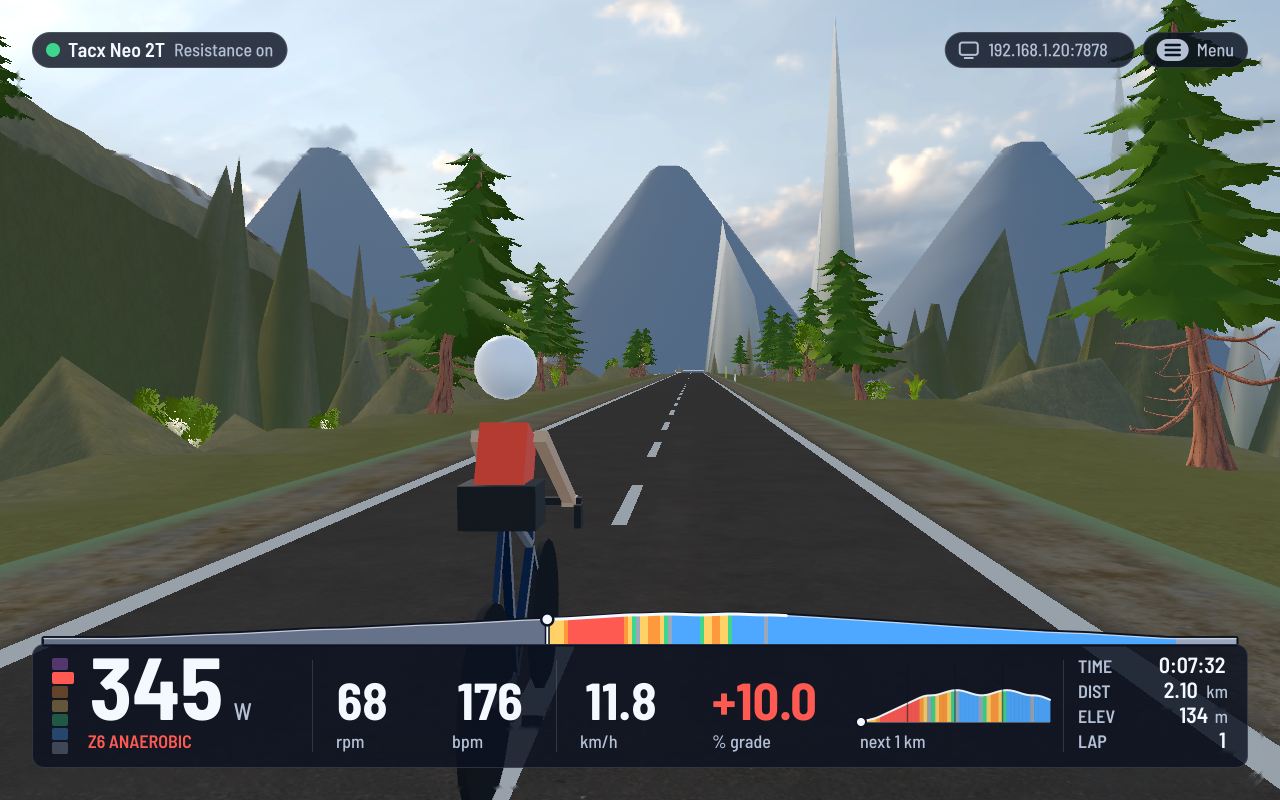 Tacx Neo 2T Resistance on
192.168.1.20:7878
Menu
345 W
Z6 ANAEROBIC
68
rpm
176
bpm
11.8
km/h
+10.0
% grade
next 1 km
TIME 0:07:32
DIST 2.10 km
ELEV 134 m
LAP 1